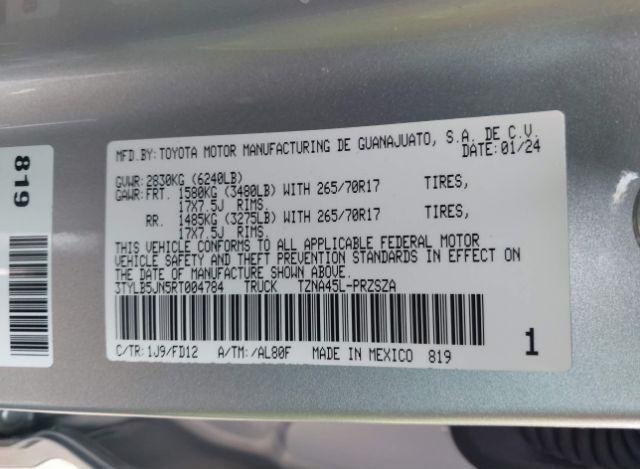 819
MFD.BY:TOYOTA MOTOR MANUFACTURING DE GUANAJUATO, S.A. DE C.V.
DATE:01/24
GVWR:2830KG (6240LB)
GAWR:FRT. 1580KG (3480LB) WITH 265/70R17 TIRES,
17X7.5J RIMS.
RR. 1485KG (3275LB) WITH 265/70R17 TIRES,
17X7.5J RIMS.
THIS VEHICLE CONFORMS TO ALL APPLICABLE FEDERAL MOTOR
VEHICLE SAFETY AND THEFT PREVENTION STANDARDS IN EFFECT ON
THE DATE OF MANUFACTURE SHOWN ABOVE.
3TYLB5JN5RT004784 TRUCK TZNA45L-PRZSZA
C/TR:1J9/FD12 A/TM:/AL80F MADE IN MEXICO 819
1